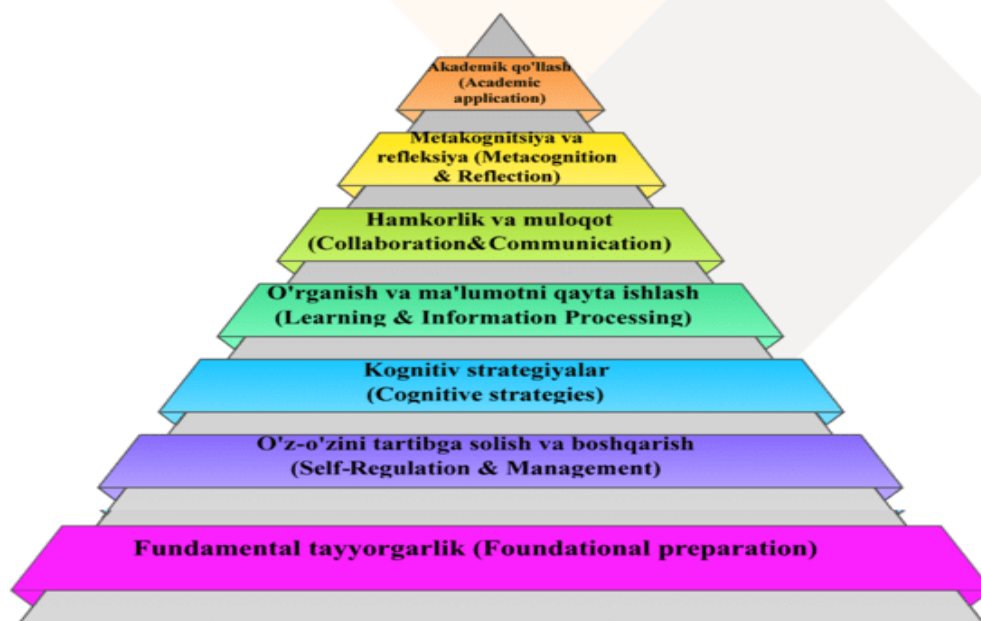 Akademik qo'llash
(Academic
application)
Metakognitsiya va
refleksiya (Metacognition
& Reflection)
Hamkorlik va muloqot
(Collaboration&Communication)
O'rganish va ma'lumotni qayta ishlash
(Learning & Information Processing)
Kognitiv strategiyalar
(Cognitive strategies)
O'z-o'zini tartibga solish va boshqarish
(Self-Regulation & Management)
Fundamental tayyorgarlik (Foundational preparation)